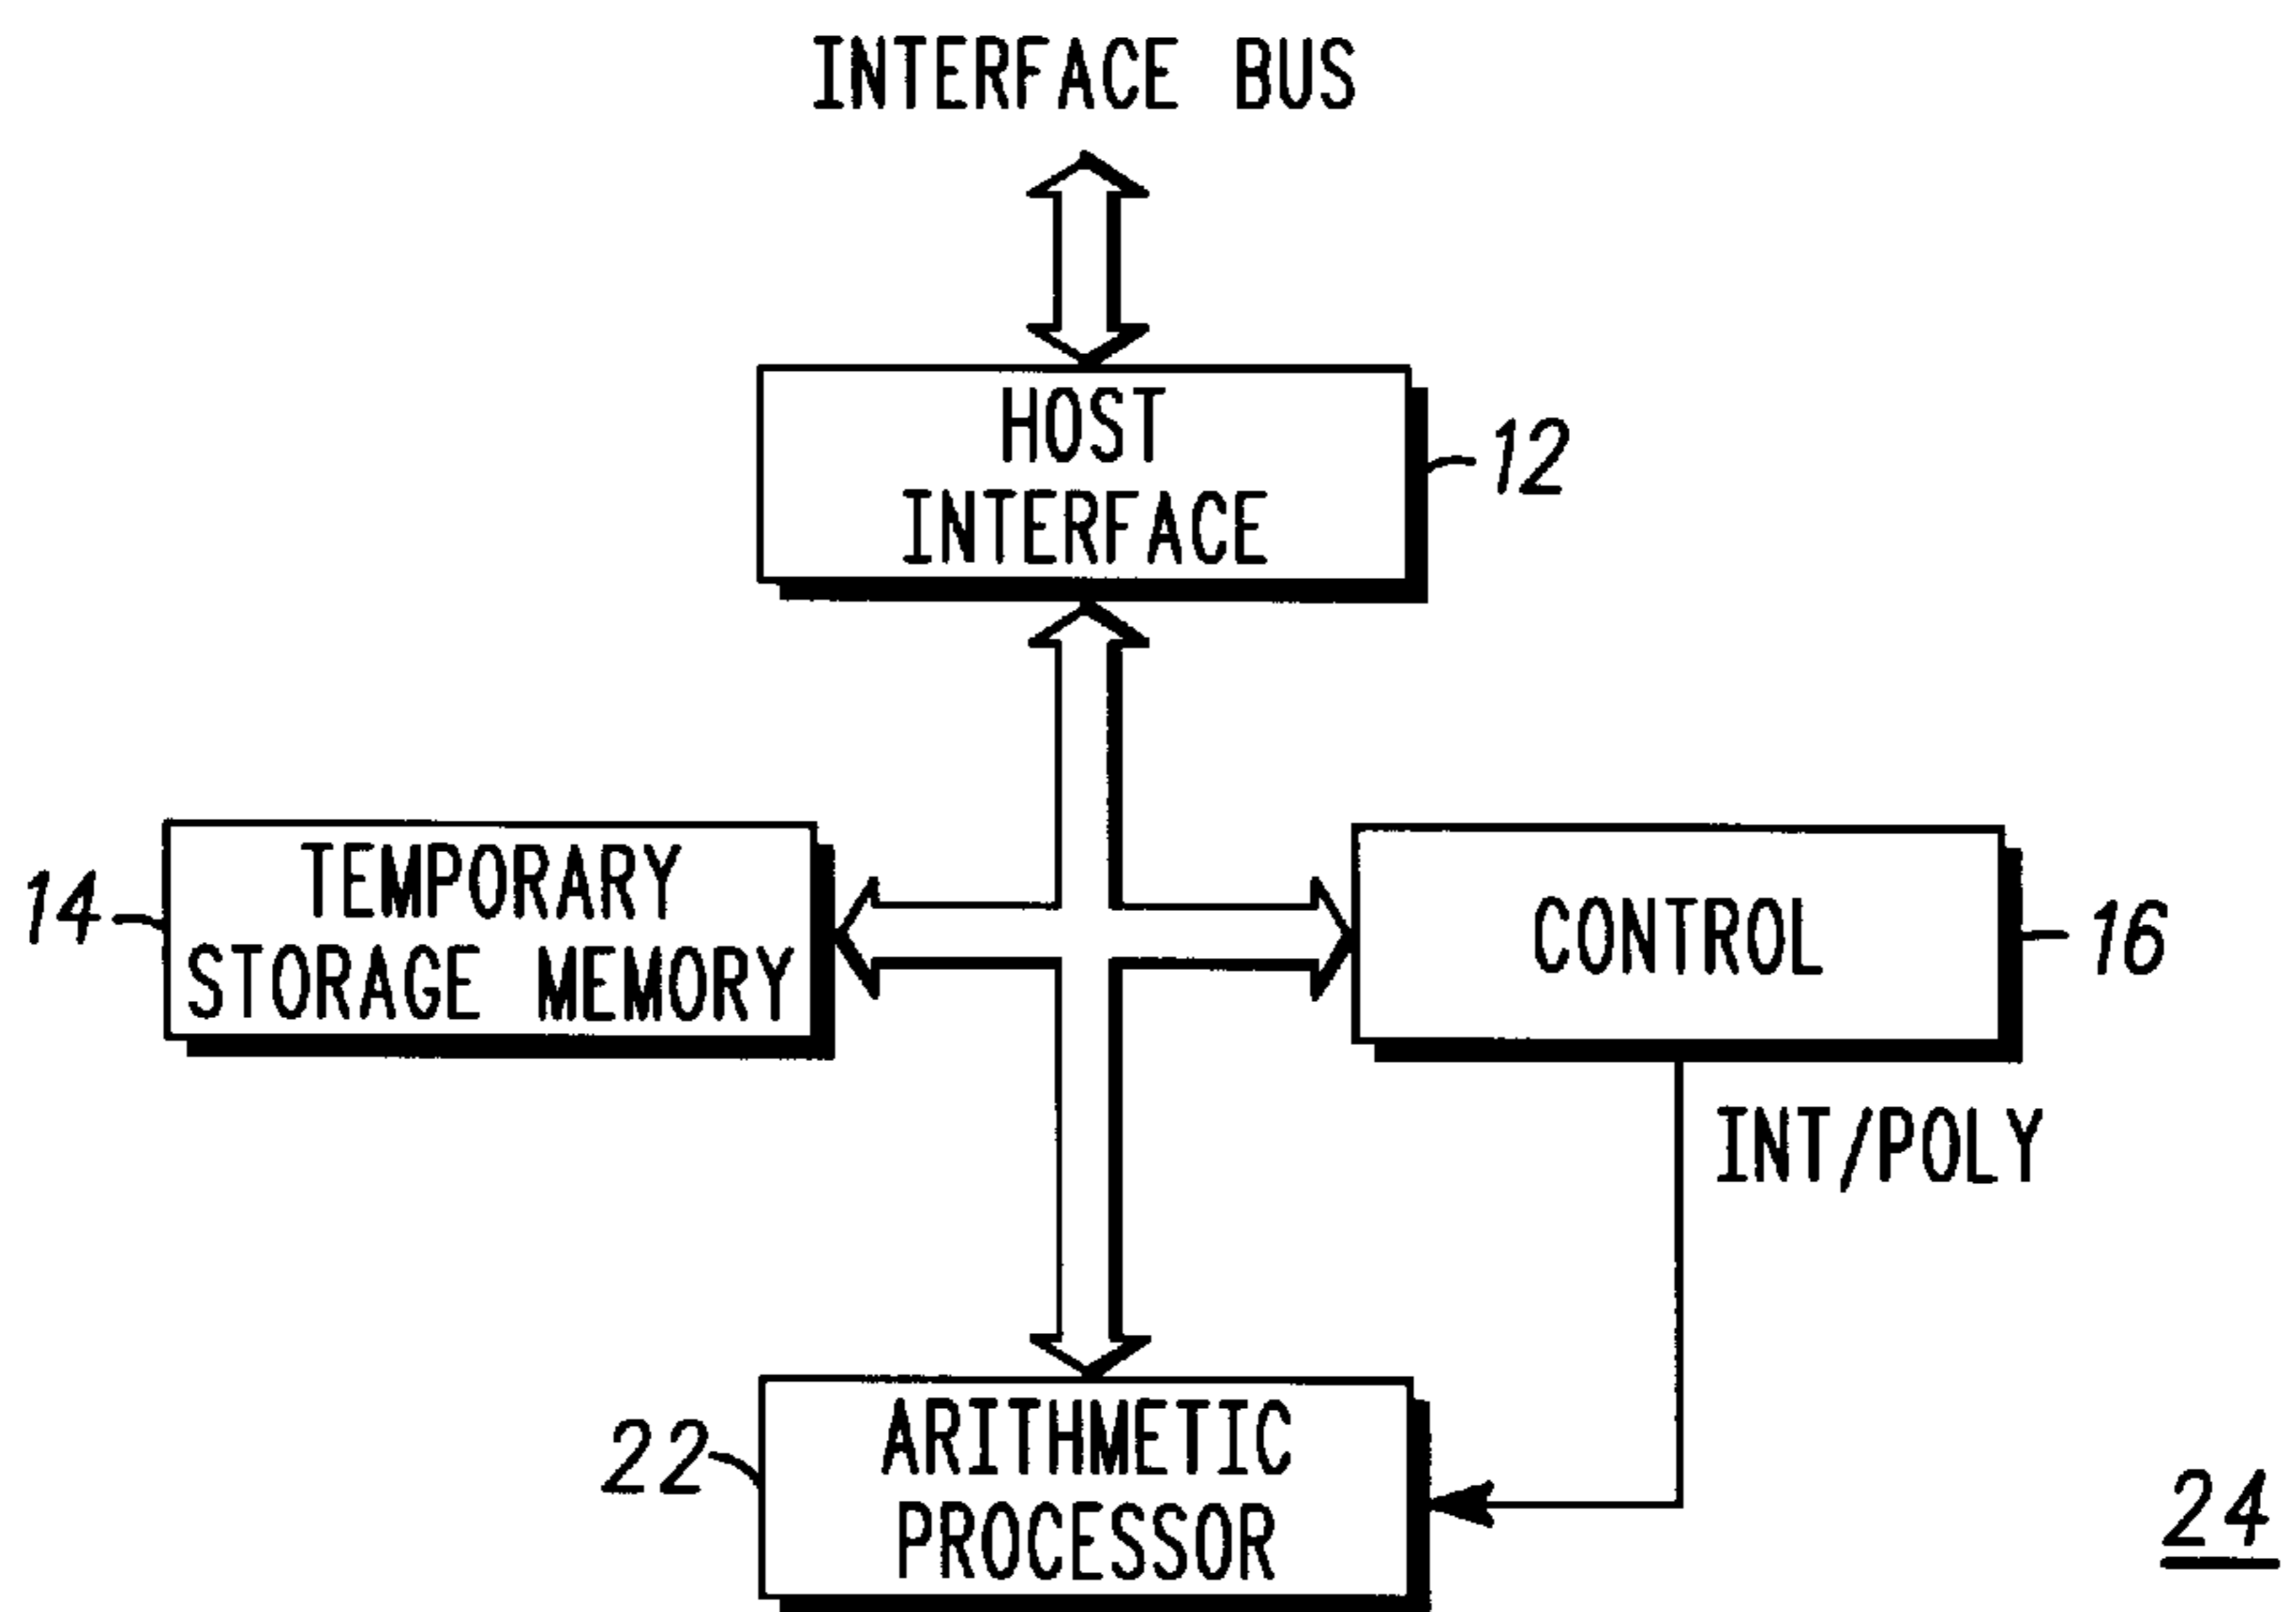 INTERFACE BUS
HOST
INTERFACE
12
14
TEMPORARY
STORAGE MEMORY
CONTROL
16
INT/POLY
22
ARITHMETIC
PROCESSOR
24